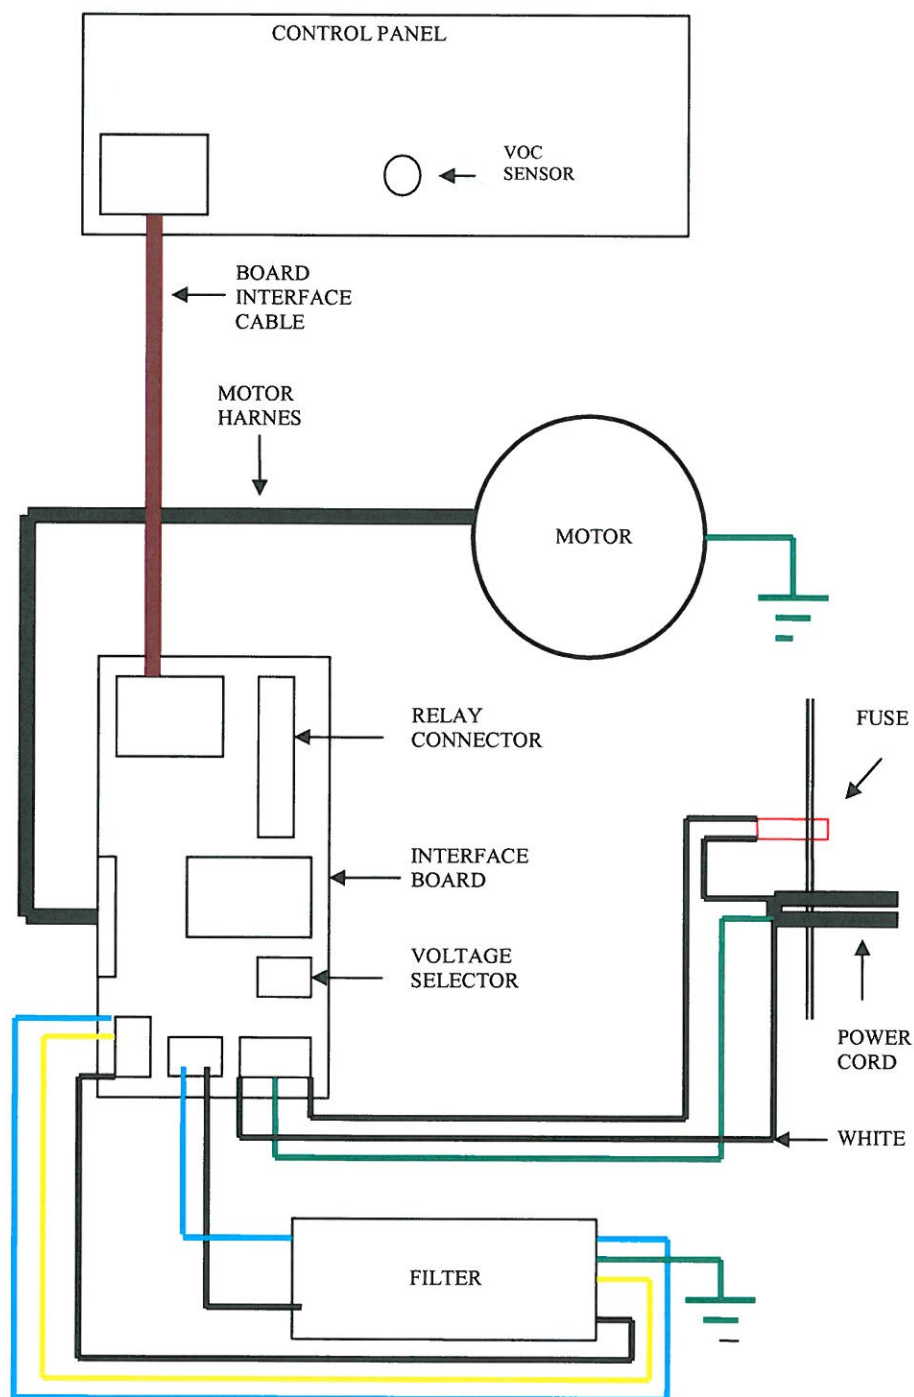 CONTROL PANEL
VOC
SENSOR
BOARD
INTERFACE
CABLE
MOTOR
HARNES
MOTOR
RELAY
CONNECTOR
FUSE
INTERFACE
BOARD
VOLTAGE
SELECTOR
POWER
CORD
WHITE
FILTER